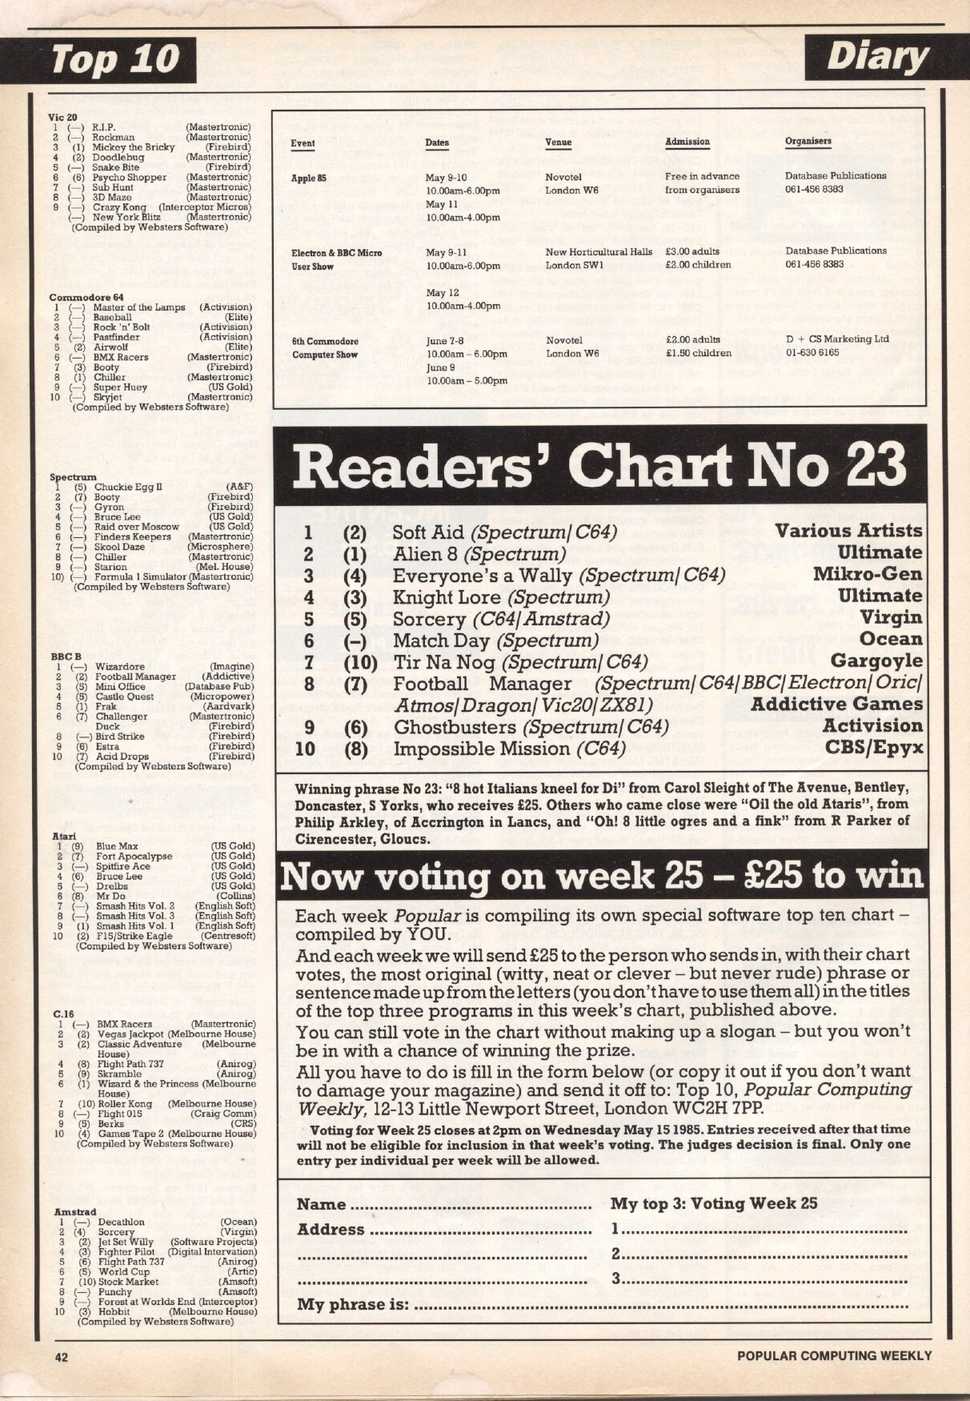 Top 10
Diary
Vic 20
1 (—) R.I.P. (Mastertronic)
2 (—) Rockman (Mastertronic)
3 (1) Mickey the Bricky (Firebird)
4 (2) Doodlebug (Mastertronic)
5 (—) Snake Bite (Firebird)
6 (6) Psycho Shopper (Mastertronic)
7 (—) Sub Hunt (Mastertronic)
8 (—) 3D Maze (Mastertronic)
9 (—) Crazy Kong (Interceptor Micros)
(—) New York Blitz (Mastertronic)
(Compiled by Websters Software)
Commodore 64
1 (—) Master of the Lamps (Activision)
2 (—) Baseball (Elite)
3 (—) Rock 'n' Bolt (Activision)
4 (—) Pastfinder (Activision)
5 (2) Airwolf (Elite)
6 (—) BMX Racers (Mastertronic)
7 (3) Booty (Firebird)
8 (1) Chiller (Mastertronic)
9 (—) Super Huey (US Gold)
10 (—) Skyjet (Mastertronic)
(Compiled by Websters Software)
Spectrum
1 (5) Chuckie Egg II (A&F)
2 (7) Booty (Firebird)
3 (—) Gyron (Firebird)
4 (—) Bruce Lee (US Gold)
5 (—) Raid over Moscow (US Gold)
6 (—) Finders Keepers (Mastertronic)
7 (—) Skool Daze (Microsphere)
8 (—) Chiller (Mastertronic)
9 (—) Starion (Mel. House)
10) (—) Formula 1 Simulator (Mastertronic)
(Compiled by Websters Software)
BBC B
1 (—) Wizardore (Imagine)
2 (2) Football Manager (Addictive)
3 (5) Mini Office (Database Pub)
4 (5) Castle Quest (Micropower)
5 (1) Frak (Aardvark)
6 (7) Challenger (Mastertronic)
Duck (Firebird)
8 (—) Bird Strike (Firebird)
9 (6) Estra (Firebird)
10 (7) Acid Drops (Firebird)
(Compiled by Websters Software)
Atari
1 (9) Blue Max (US Gold)
2 (7) Fort Apocalypse (US Gold)
3 (—) Spitfire Ace (US Gold)
4 (6) Bruce Lee (US Gold)
5 (—) Drelbs (US Gold)
6 (8) Mr Do (Collins)
7 (—) Smash Hits Vol. 2 (English Soft)
8 (—) Smash Hits Vol. 3 (English Soft)
9 (1) Smash Hits Vol. 1 (English Soft)
10 (2) F15/Strike Eagle (Centresoft)
(Compiled by Websters Software)
C.16
1 (—) BMX Racers (Mastertronic)
2 (2) Vegas Jackpot (Melbourne House)
3 (2) Classic Adventure (Melbourne
House)
4 (8) Flight Path 737 (Anirog)
5 (9) Skramble (Anirog)
6 (1) Wizard & the Princess (Melbourne
House)
7 (10) Roller Kong (Melbourne House)
8 (—) Flight 015 (Craig Comm)
9 (5) Berks (CRS)
10 (4) Games Tape 2 (Melbourne House)
(Compiled by Websters Software)
Amstrad
1 (—) Decathlon (Ocean)
2 (4) Sorcery (Virgin)
3 (2) Jet Set Willy (Software Projects)
4 (3) Fighter Pilot (Digital Intervation)
5 (6) Flight Path 737 (Anirog)
6 (5) World Cup (Artic)
7 (10) Stock Market (Amsoft)
8 (—) Punchy (Amsoft)
9 (—) Forest at Worlds End (Interceptor)
10 (3) Hobbit (Melbourne House)
(Compiled by Websters Software)
Event Dates Venue Admission Organisers
Apple 85 May 9-10 Novotel Free in advance Database Publications
10.00am-6.00pm London W6 from organisers 061-456 8383
May 11
10.00am-4.00pm
Electron & BBC Micro May 9-11 New Horticultural Halls £3.00 adults Database Publications
User Show 10.00am-6.00pm London SW1 £2.00 children 061-456 8383
May 12
10.00am-4.00pm
6th Commodore June 7-8 Novotel £2.00 adults D + CS Marketing Ltd
Computer Show 10.00am – 6.00pm London W6 £1.50 children 01-630 6165
June 9
10.00am – 5.00pm
Readers' Chart No 23
1 (2) Soft Aid (Spectrum/C64) Various Artists
2 (1) Alien 8 (Spectrum) Ultimate
3 (4) Everyone's a Wally (Spectrum/C64) Mikro-Gen
4 (3) Knight Lore (Spectrum) Ultimate
5 (5) Sorcery (C64/Amstrad) Virgin
6 (–) Match Day (Spectrum) Ocean
7 (10) Tir Na Nog (Spectrum/C64) Gargoyle
8 (7) Football Manager (Spectrum/C64/BBC/Electron/Oric/
Atmos/Dragon/Vic20/ZX81) Addictive Games
9 (6) Ghostbusters (Spectrum/C64) Activision
10 (8) Impossible Mission (C64) CBS/Epyx
Winning phrase No 23: "8 hot Italians kneel for Di" from Carol Sleight of The Avenue, Bentley,
Doncaster, S Yorks, who receives £25. Others who came close were "Oil the old Ataris", from
Philip Arkley, of Accrington in Lancs, and "Oh! 8 little ogres and a fink" from R Parker of
Cirencester, Gloucs.
Now voting on week 25 – £25 to win
Each week Popular is compiling its own special software top ten chart –
compiled by YOU.
And each week we will send £25 to the person who sends in, with their chart
votes, the most original (witty, neat or clever – but never rude) phrase or
sentence made up from the letters (you don't have to use them all) in the titles
of the top three programs in this week's chart, published above.
You can still vote in the chart without making up a slogan – but you won't
be in with a chance of winning the prize.
All you have to do is fill in the form below (or copy it out if you don't want
to damage your magazine) and send it off to: Top 10, Popular Computing
Weekly, 12-13 Little Newport Street, London WC2H 7PP.
Voting for Week 25 closes at 2pm on Wednesday May 15 1985. Entries received after that time
will not be eligible for inclusion in that week's voting. The judges decision is final. Only one
entry per individual per week will be allowed.
Name ........ My top 3: Voting Week 25
Address ........ 1........
........ 2........
........ 3........
My phrase is: ........
42
POPULAR COMPUTING WEEKLY